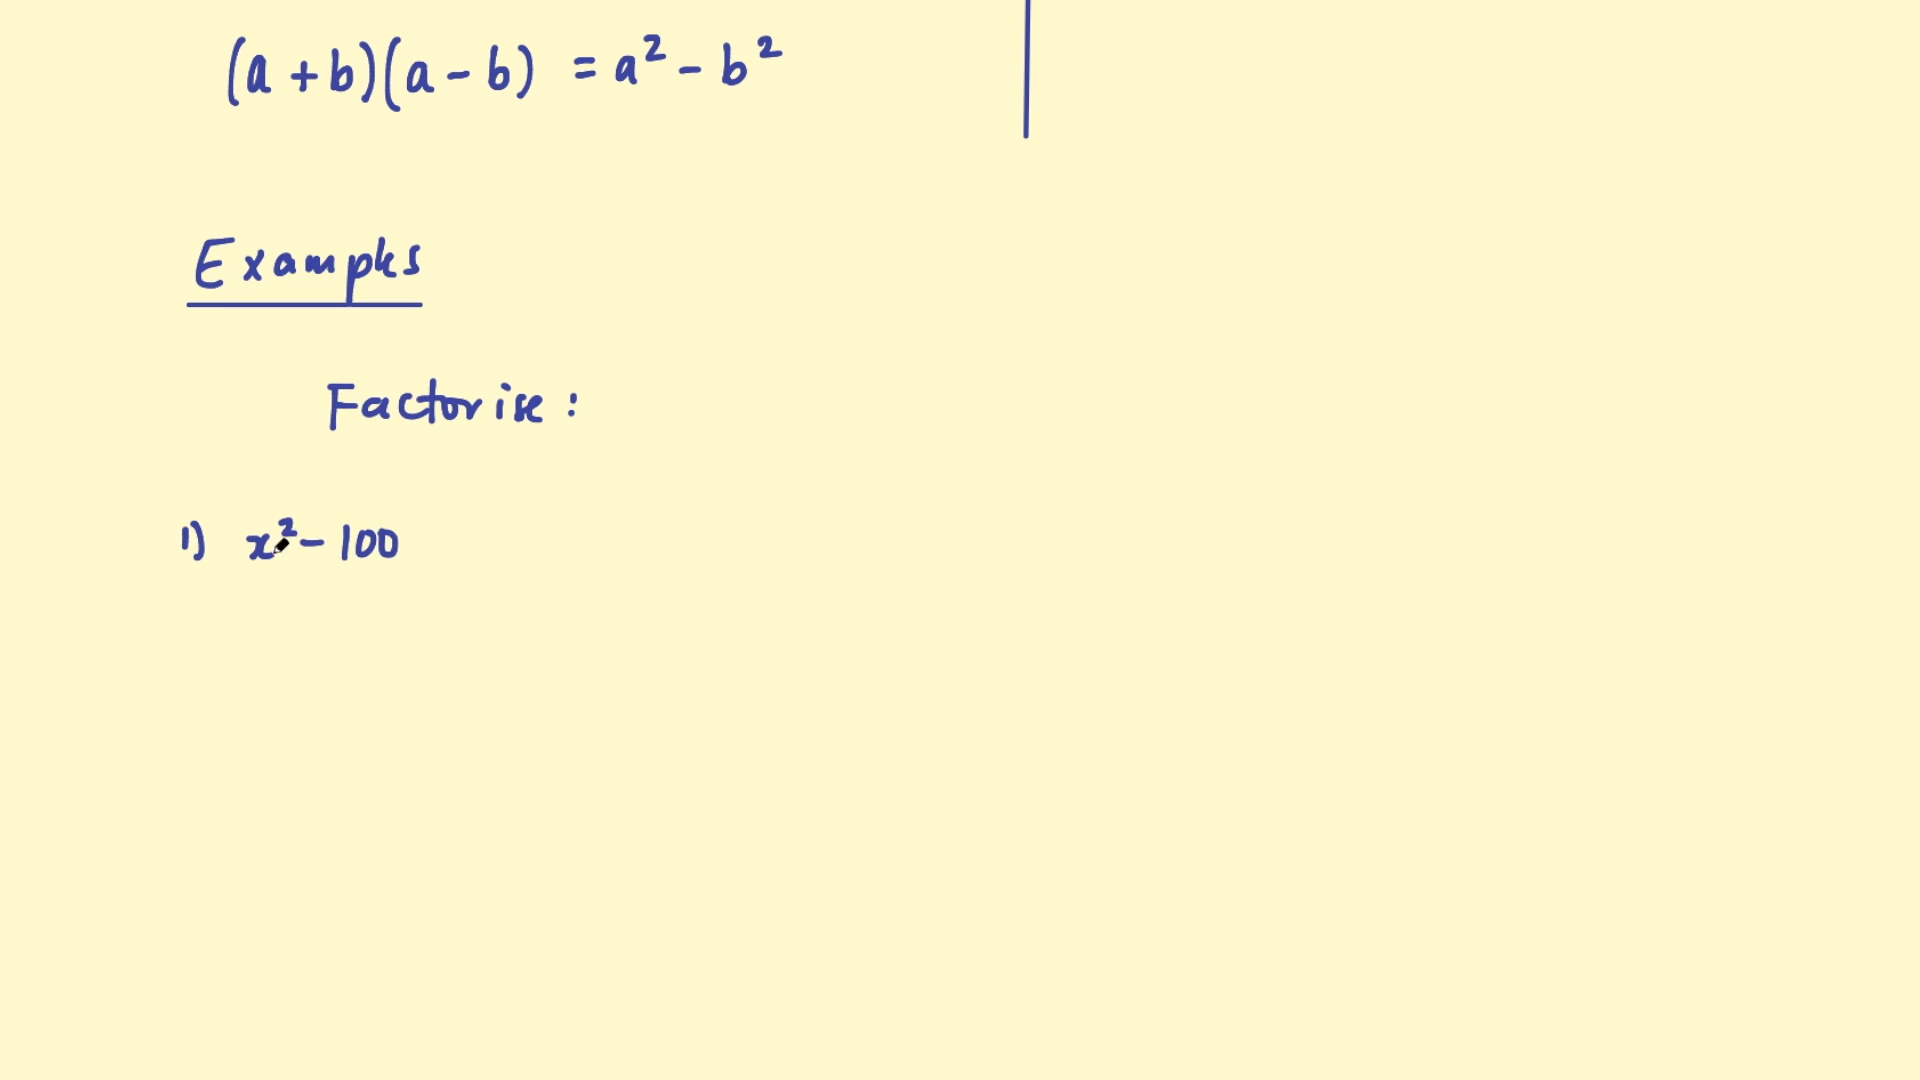 (a + b)(a - b) = a² - b²
Examples
Factorise :
1) x² - 100